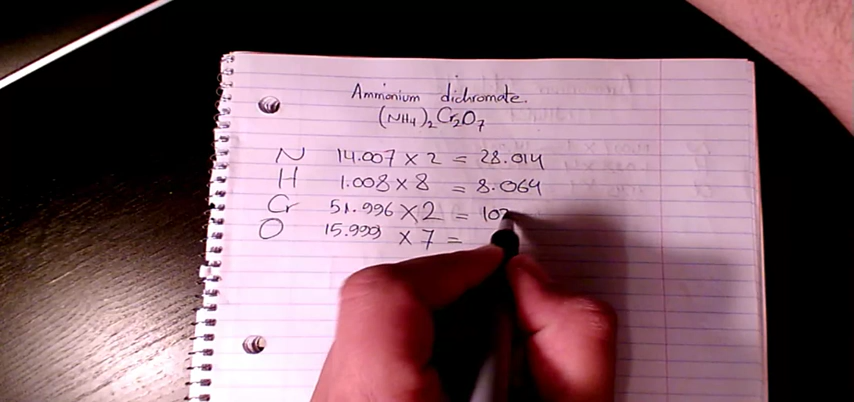 Ammonium dichromate.
(NH4)2Cr2O7
N 14.007 × 2 = 28.014
H 1.008 × 8 = 8.064
Cr 51.996 × 2 = 103
O 15.999 × 7 =